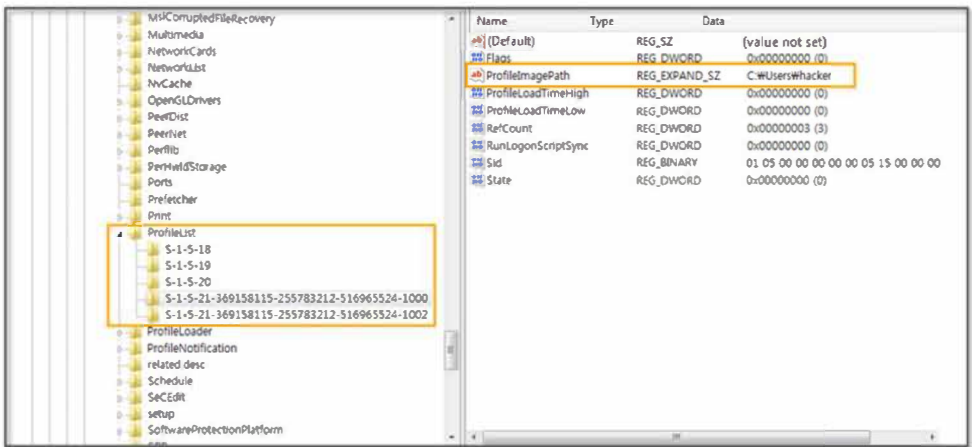 MsiCorruptedFileRecovery
Multimedia
NetworkCards
NetworkList
NvCache
OpenGLDrivers
PeerDist
PeerNet
Perflib
PerHwIdStorage
Ports
Prefetcher
Print
ProfileList
S-1-5-18
S-1-5-19
S-1-5-20
S-1-5-21-369158115-255783212-516965524-1000
S-1-5-21-369158115-255783212-516965524-1002
ProfileLoader
ProfileNotification
related.desc
Schedule
SeCEdit
setup
SoftwareProtectionPlatform
Name Type Data
(Default) REG_SZ (value not set)
Flags REG_DWORD 0x00000000 (0)
ProfileImagePath REG_EXPAND_SZ C:₩Users₩hacker
ProfileLoadTimeHigh REG_DWORD 0x00000000 (0)
ProfileLoadTimeLow REG_DWORD 0x00000000 (0)
RefCount REG_DWORD 0x00000003 (3)
RunLogonScriptSync REG_DWORD 0x00000000 (0)
Sid REG_BINARY 01 05 00 00 00 00 00 05 15 00 00 00
State REG_DWORD 0x00000000 (0)